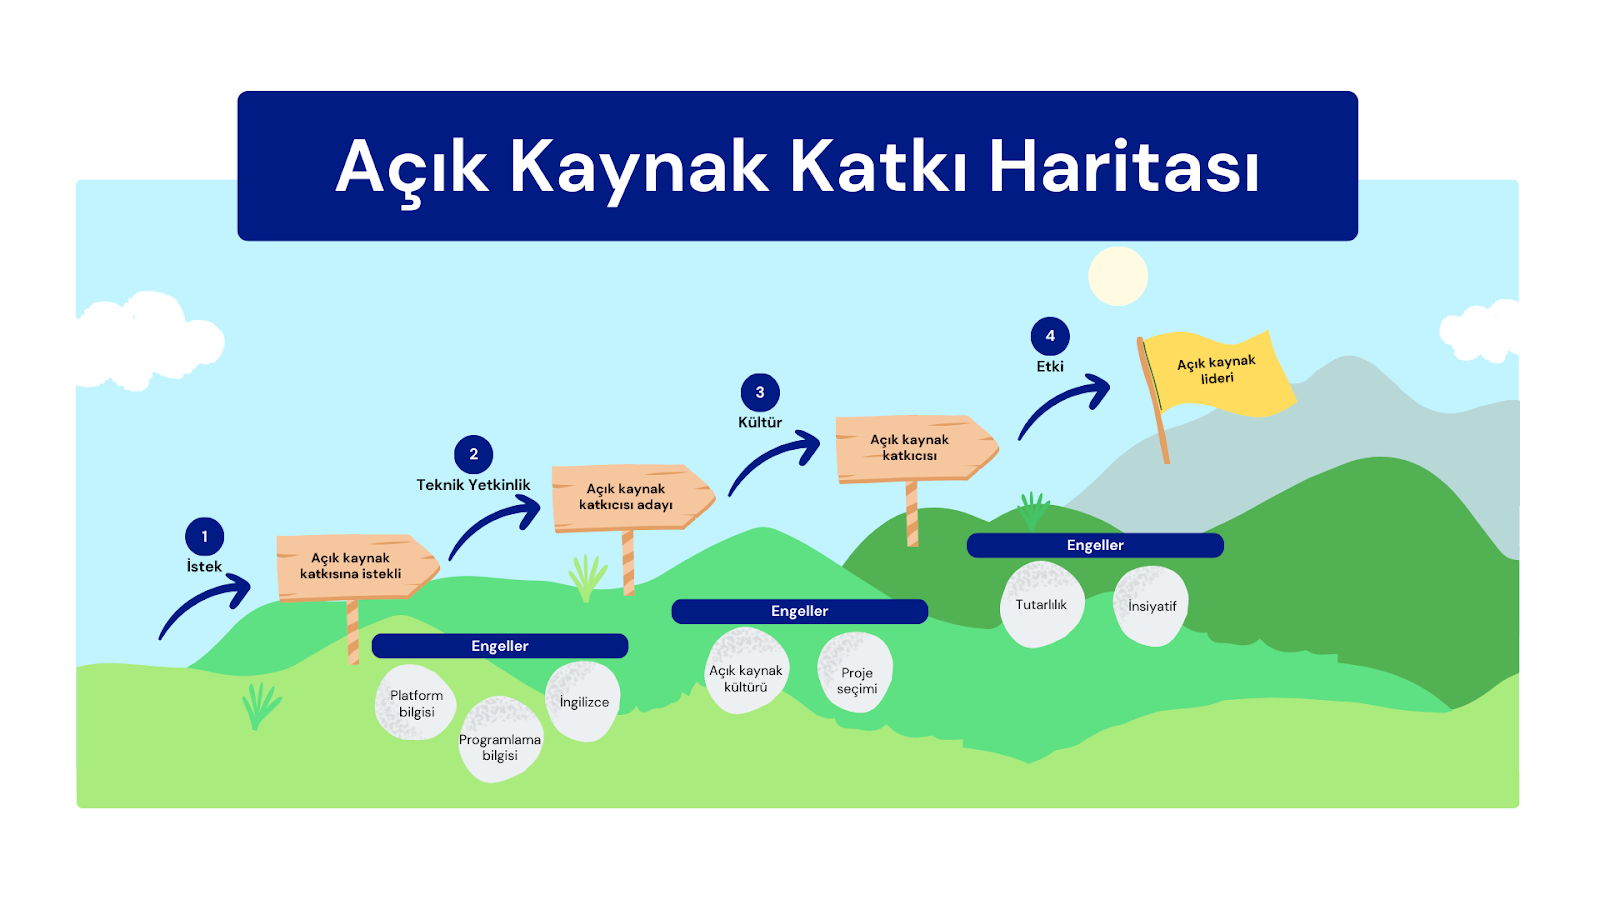 Açık Kaynak Katkı Haritası
1
İstek
Açık kaynak
katkısına istekli
2
Teknik Yetkinlik
Açık kaynak
katkıcısı adayı
3
Kültür
Açık kaynak
katkıcısı
4
Etki
Açık kaynak
lideri
Engeller
Platform
bilgisi
Programlama
bilgisi
İngilizce
Engeller
Açık kaynak
kültürü
Proje
seçimi
Engeller
Tutarlılık
İnsiyatif